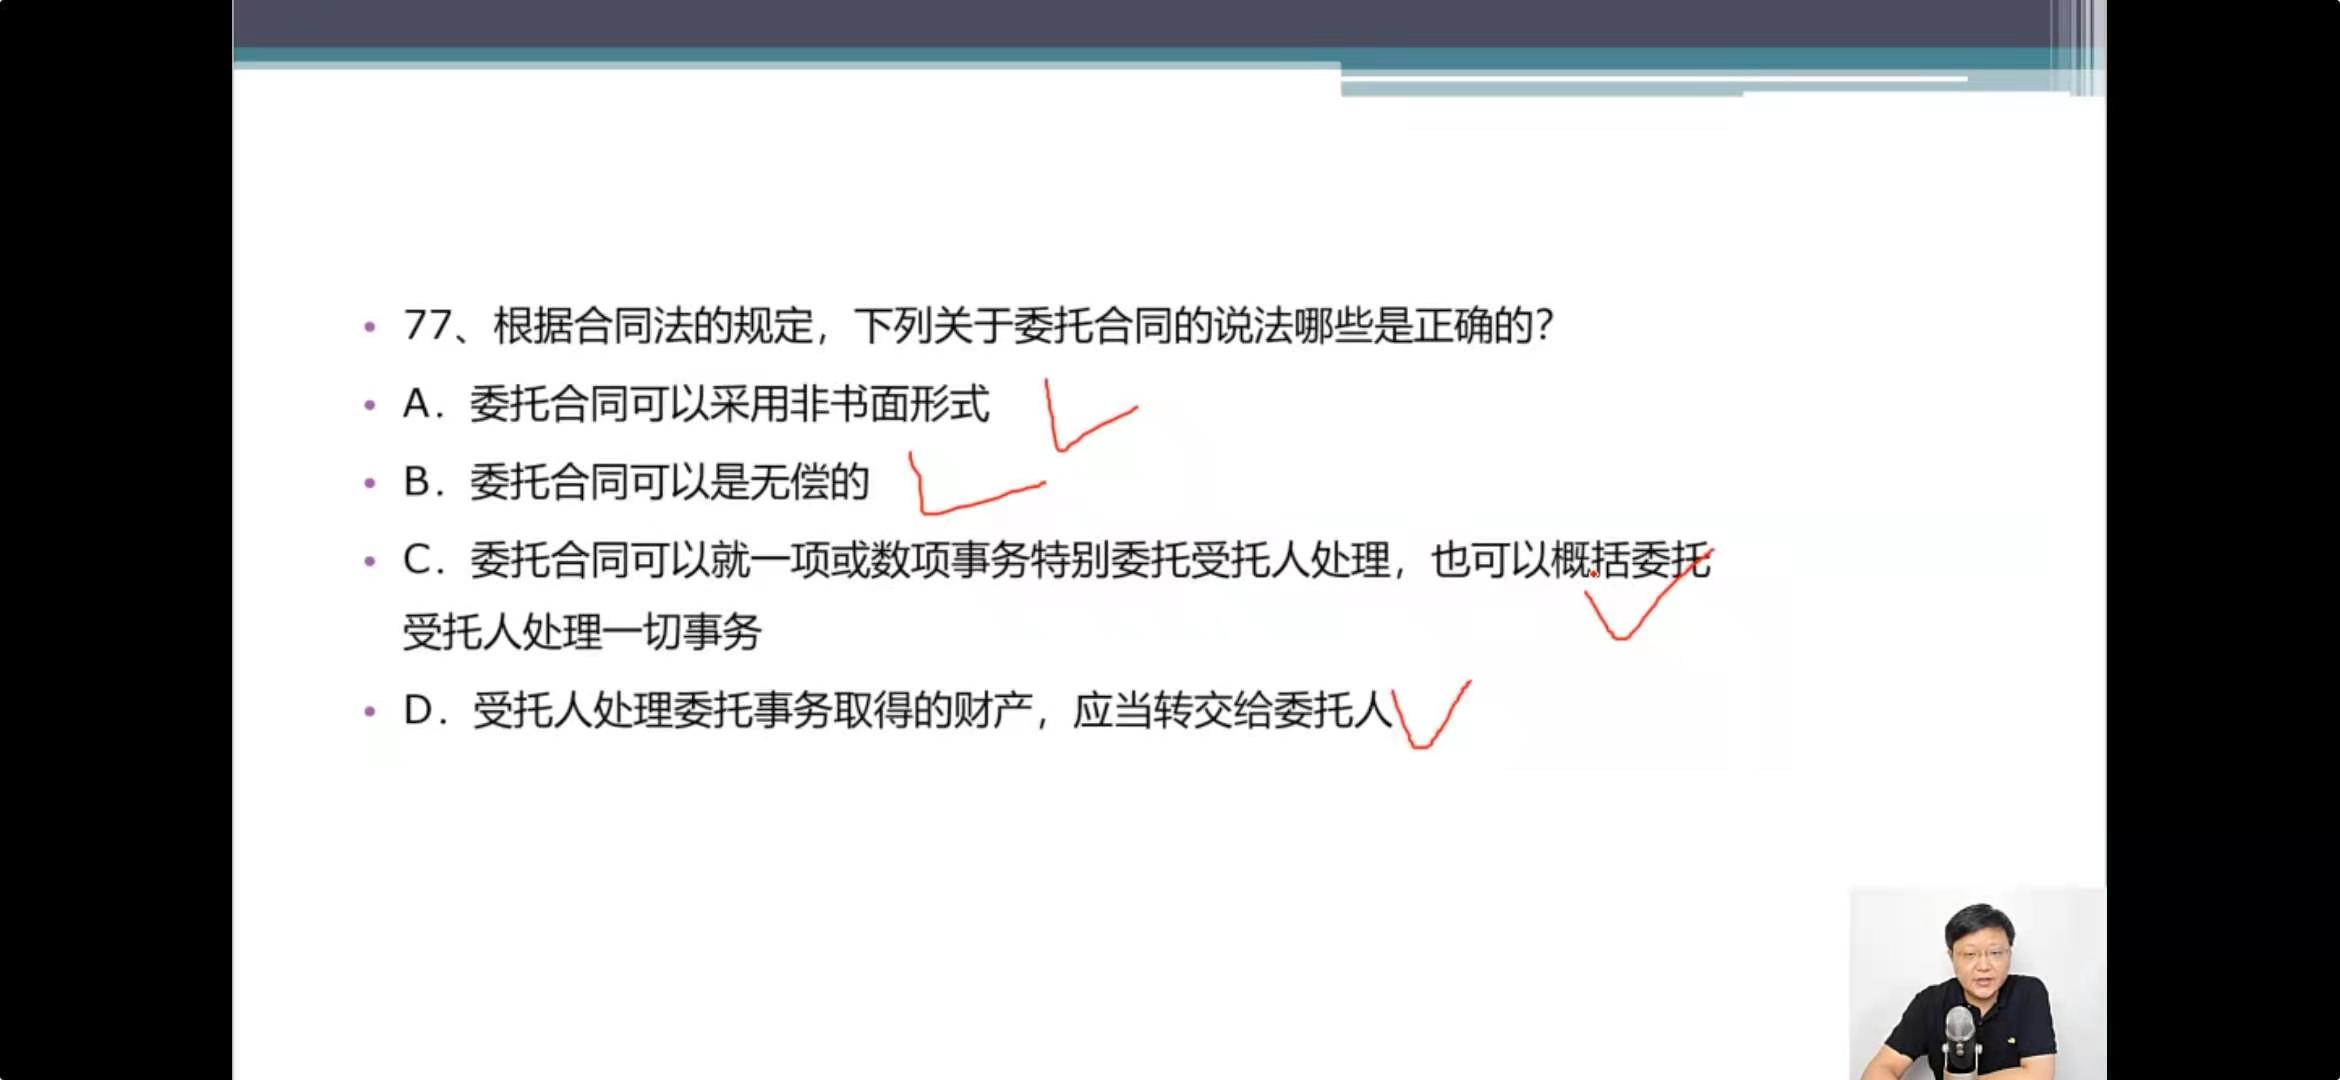 77、根据合同法的规定，下列关于委托合同的说法哪些是正确的？
A．委托合同可以采用非书面形式
B．委托合同可以是无偿的
C．委托合同可以就一项或数项事务特别委托受托人处理，也可以概括委托
受托人处理一切事务
D．受托人处理委托事务取得的财产，应当转交给委托人